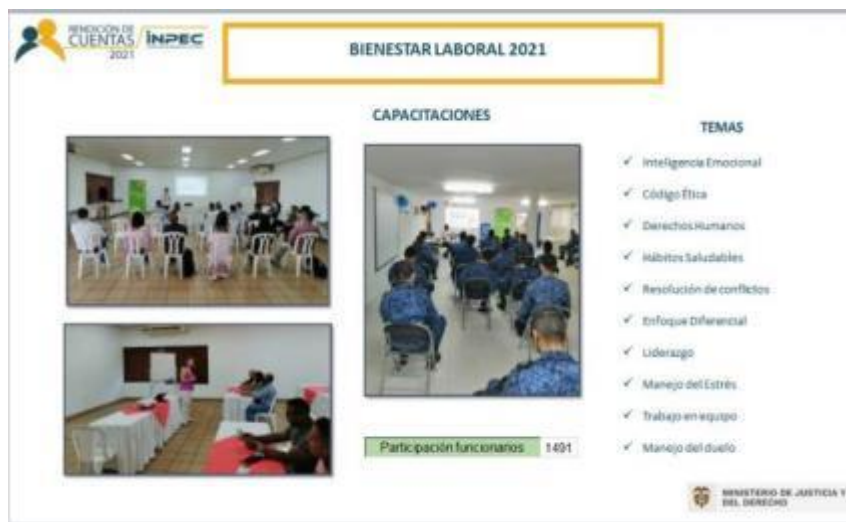 RENDICIÓN DE
CUENTAS
2021
INPEC
BIENESTAR LABORAL 2021
CAPACITACIONES
TEMAS
✓ Inteligencia Emocional
✓ Código Ética
✓ Derechos Humanos
✓ Hábitos Saludables
✓ Resolución de conflictos
✓ Enfoque Diferencial
✓ Liderazgo
✓ Manejo del Estrés
✓ Trabajo en equipo
✓ Manejo del duelo
Participación funcionarios 1491
MINISTERIO DE JUSTICIA Y
DEL DERECHO